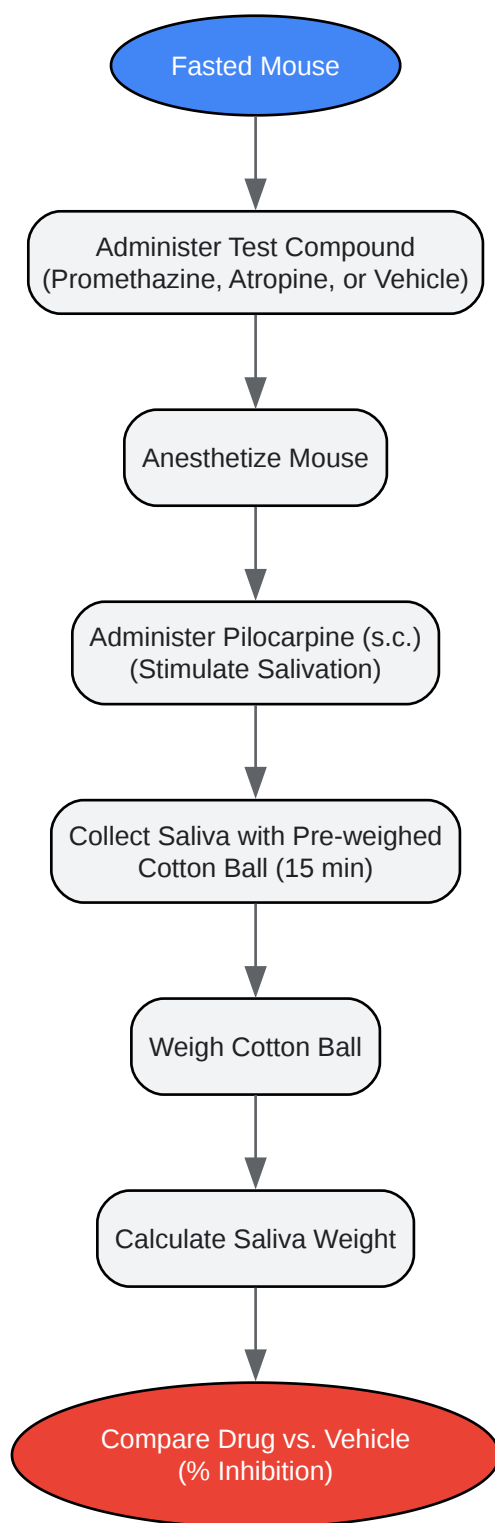 Fasted Mouse
Administer Test Compound
(Promethazine, Atropine, or Vehicle)
Anesthetize Mouse
Administer Pilocarpine (s.c.)
(Stimulate Salivation)
Collect Saliva with Pre-weighed
Cotton Ball (15 min)
Weigh Cotton Ball
Calculate Saliva Weight
Compare Drug vs. Vehicle
(% Inhibition)